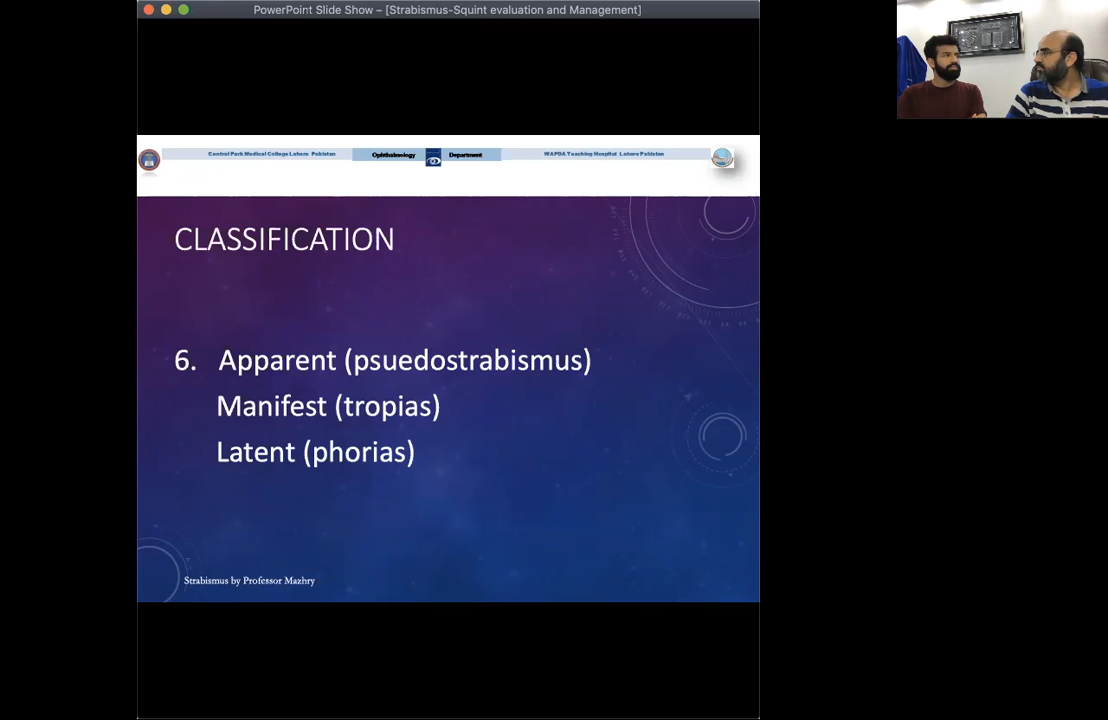 PowerPoint Slide Show – [Strabismus-Squint evaluation and Management]
Central Park Medical College Lahore Pakistan
Ophthalmology Department
WAPDA Teaching Hospital Lahore Pakistan
CLASSIFICATION
6. Apparent (psuedostrabismus)
Manifest (tropias)
Latent (phorias)
Strabismus by Professor Mazhry